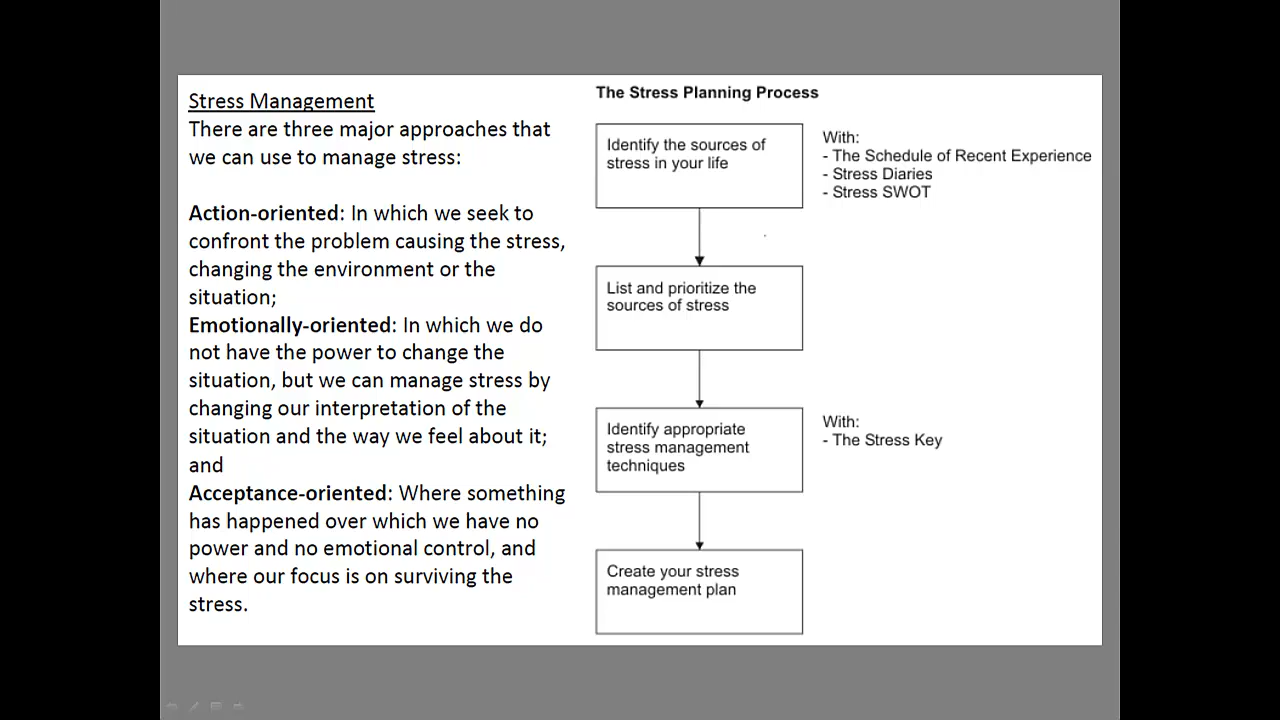 Stress Management
There are three major approaches that
we can use to manage stress:
Action-oriented: In which we seek to
confront the problem causing the stress,
changing the environment or the
situation;
Emotionally-oriented: In which we do
not have the power to change the
situation, but we can manage stress by
changing our interpretation of the
situation and the way we feel about it;
and
Acceptance-oriented: Where something
has happened over which we have no
power and no emotional control, and
where our focus is on surviving the
stress.
The Stress Planning Process
Identify the sources of
stress in your life
With:
- The Schedule of Recent Experience
- Stress Diaries
- Stress SWOT
List and prioritize the
sources of stress
Identify appropriate
stress management
techniques
With:
- The Stress Key
Create your stress
management plan